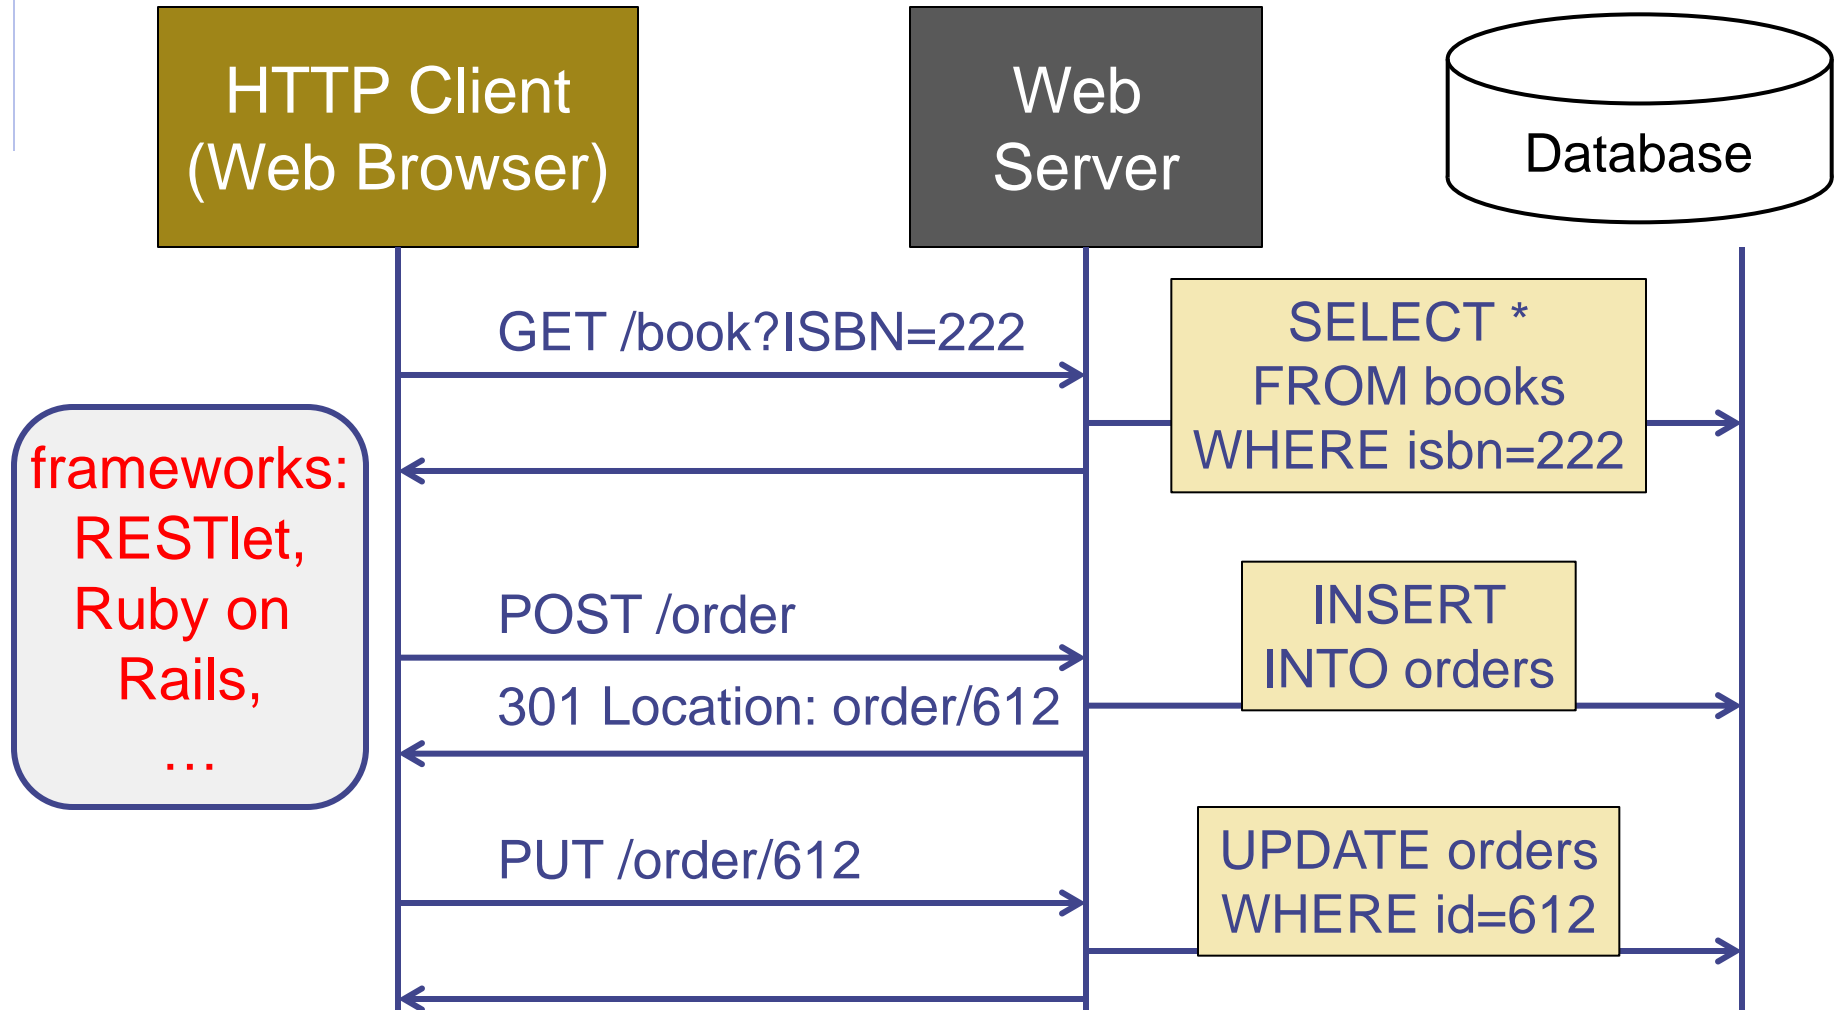 HTTP Client
(Web Browser)
Web
Server
Database
GET /book?ISBN=222
SELECT *
FROM books
WHERE isbn=222
frameworks:
RESTlet,
Ruby on
Rails,
…
POST /order
INSERT
INTO orders
301 Location: order/612
PUT /order/612
UPDATE orders
WHERE id=612